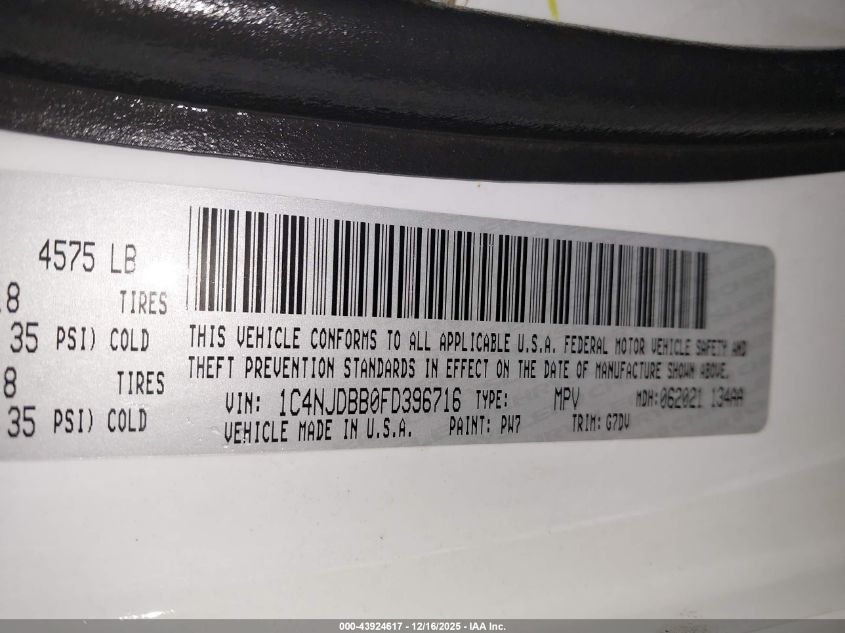 4575 LB
.8 TIRES
35 PSI) COLD
8 TIRES
35 PSI) COLD
THIS VEHICLE CONFORMS TO ALL APPLICABLE U.S.A. FEDERAL MOTOR VEHICLE SAFETY AND
THEFT PREVENTION STANDARDS IN EFFECT ON THE DATE OF MANUFACTURE SHOWN ABOVE.
VIN: 1C4NJDBB0FD396716 TYPE: MPV MDH: 062021 134AA
VEHICLE MADE IN U.S.A. PAINT: PW7 TRIM: G7DV
000-43924617 - 12/16/2025 - IAA Inc.